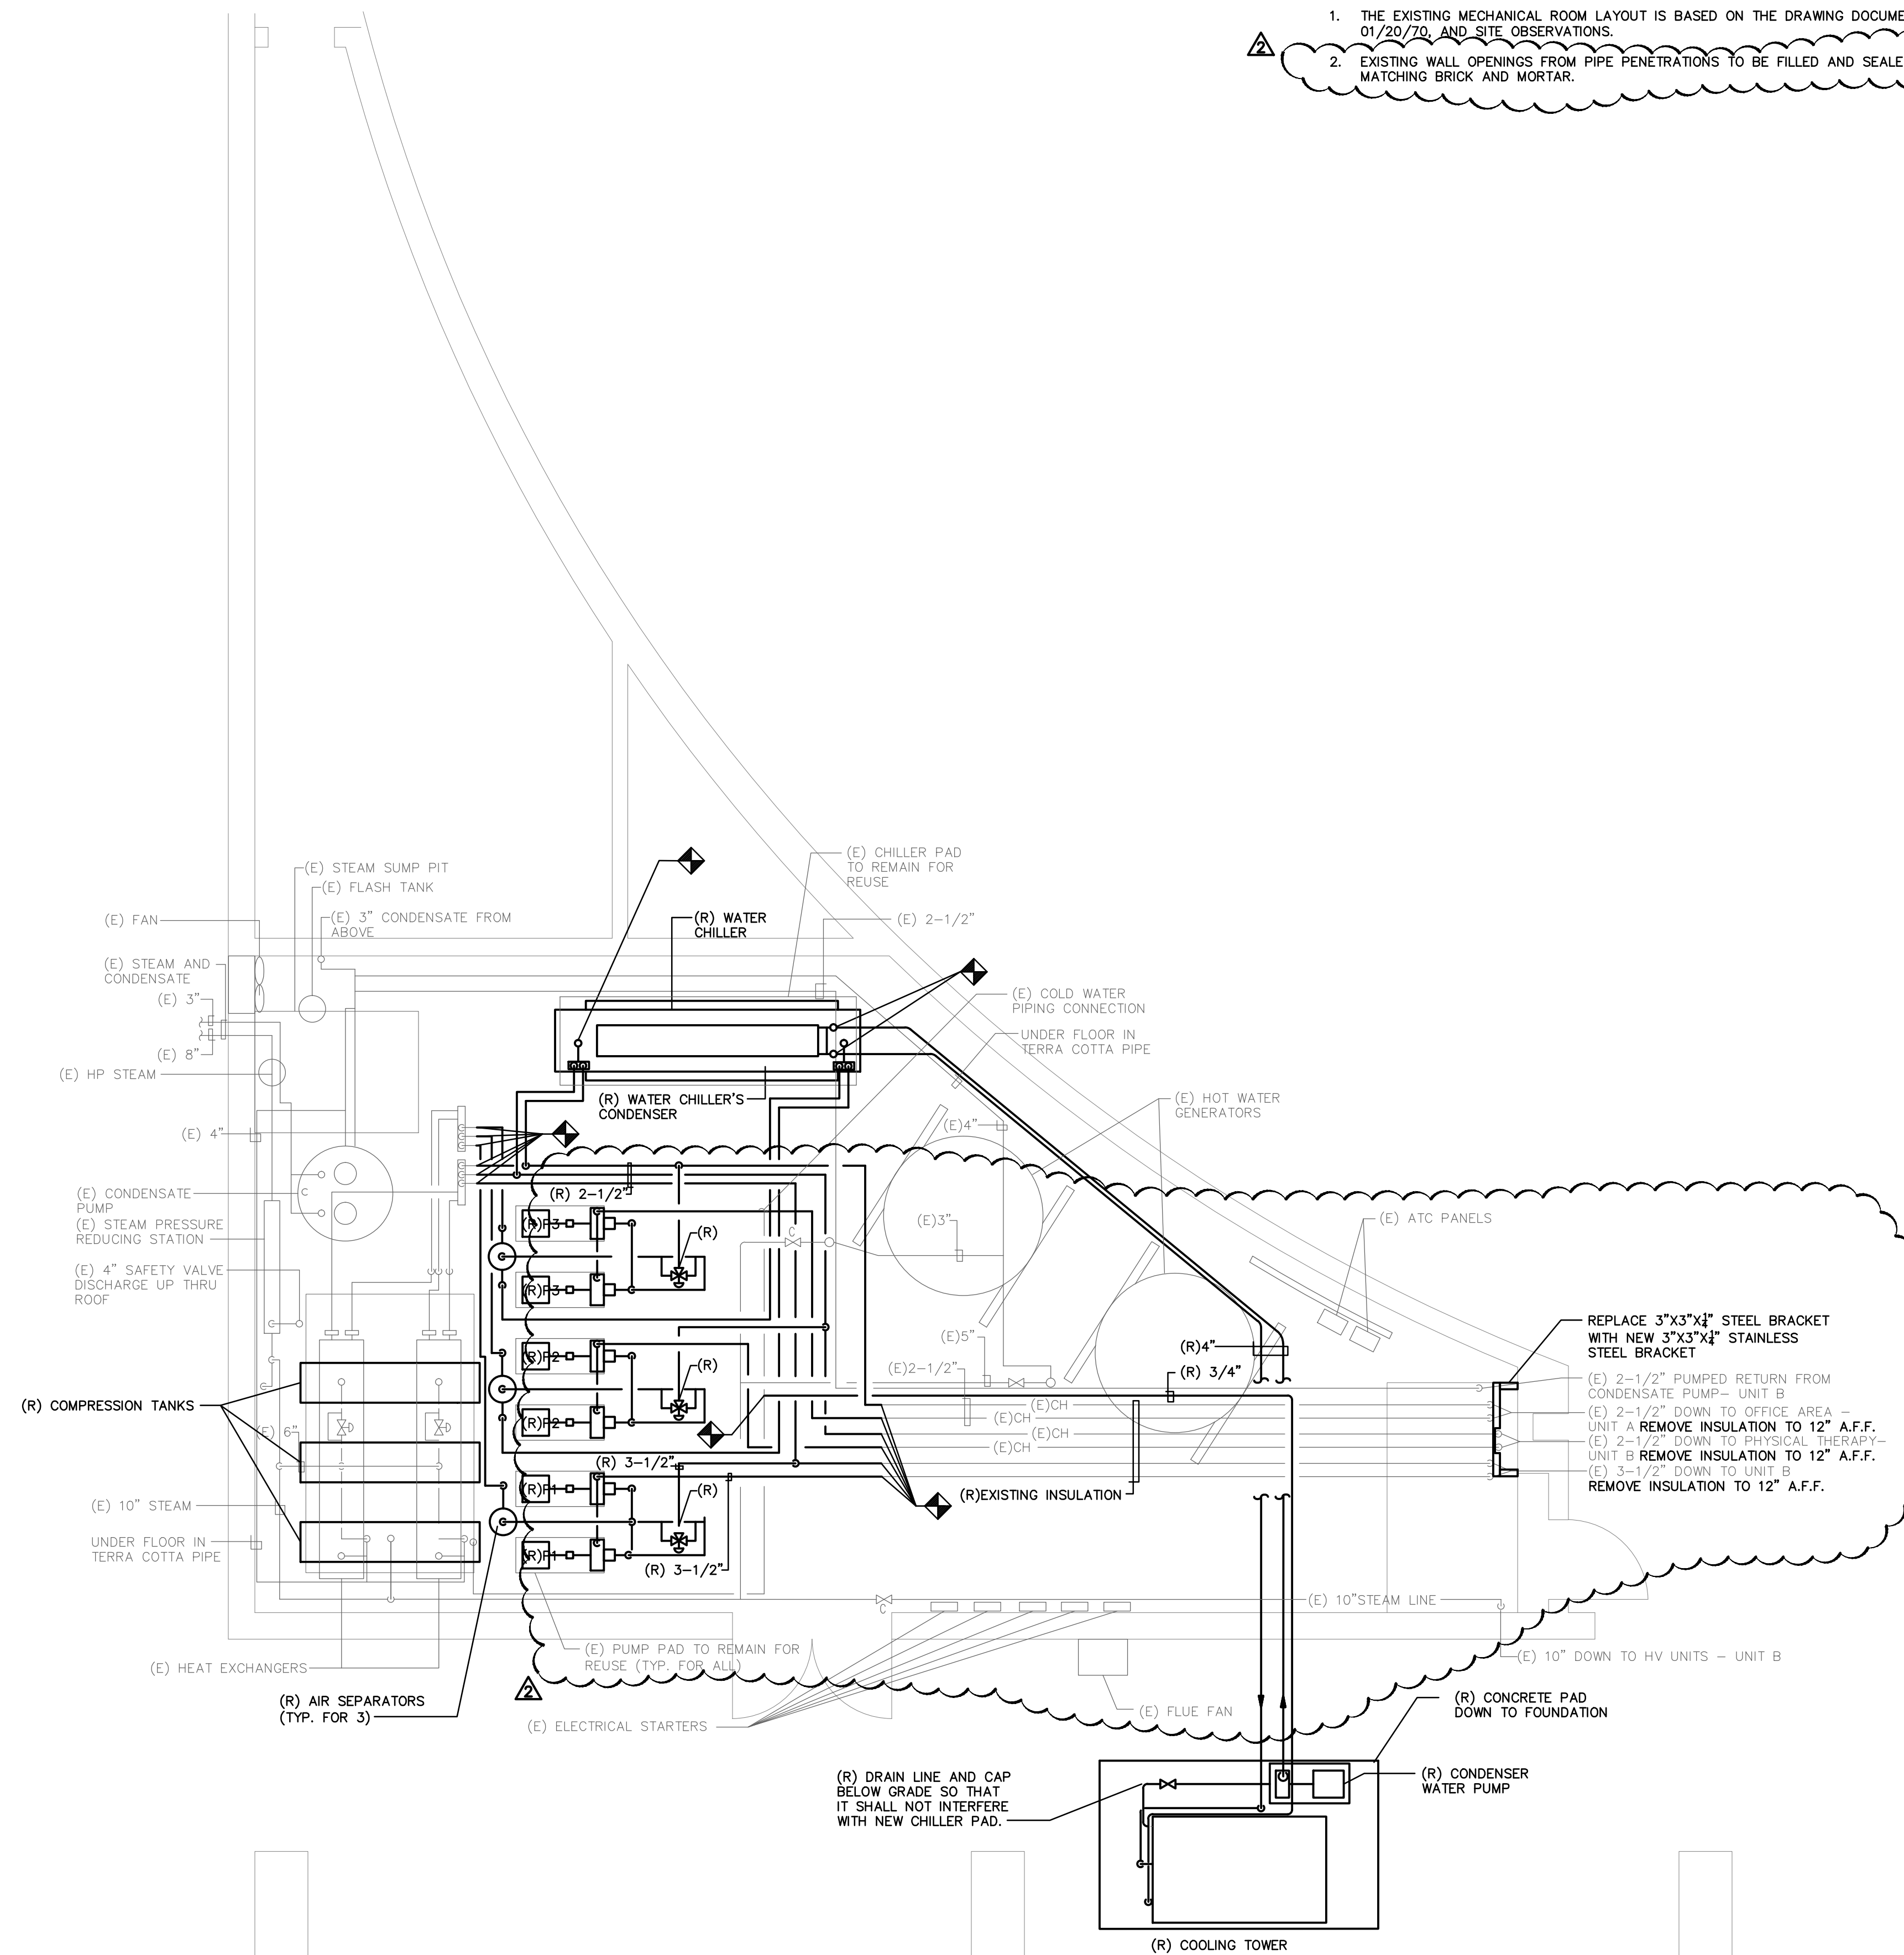 1. THE EXISTING MECHANICAL ROOM LAYOUT IS BASED ON THE DRAWING DOCUME
01/20/70, AND SITE OBSERVATIONS.
2
2. EXISTING WALL OPENINGS FROM PIPE PENETRATIONS TO BE FILLED AND SEALE
MATCHING BRICK AND MORTAR.
(E) CHILLER PAD
TO REMAIN FOR
REUSE
(E) STEAM SUMP PIT
(E) FLASH TANK
(E) FAN
(E) 3" CONDENSATE FROM
ABOVE
(R) WATER
CHILLER
(E) 2-1/2"
(E) STEAM AND
CONDENSATE
(E) 3"
(E) 8"
(E) COLD WATER
PIPING CONNECTION
UNDER FLOOR IN
TERRA COTTA PIPE
(E) HP STEAM
(R) WATER CHILLER'S
CONDENSER
(E) HOT WATER
GENERATORS
(E) 4"
(E)4"
(E) CONDENSATE
PUMP
C
(R) 2-1/2"
(E) STEAM PRESSURE
REDUCING STATION
(R)P3
(R)
C
(E)3"
(E) ATC PANELS
(E) 4" SAFETY VALVE
DISCHARGE UP THRU
ROOF
(R)P3
REPLACE 3"X3"X1/4" STEEL BRACKET
WITH NEW 3"X3"X1/4" STAINLESS
STEEL BRACKET
(R)P2
(R)
(E)5"
(E)2-1/2"
(R)4"
(R) 3/4"
(E) 2-1/2" PUMPED RETURN FROM
CONDENSATE PUMP- UNIT B
(R) COMPRESSION TANKS
(R)P2
(E)CH
(E)CH
(E)CH
(E)CH
(E) 2-1/2" DOWN TO OFFICE AREA -
UNIT A REMOVE INSULATION TO 12" A.F.F.
(E) 2-1/2" DOWN TO PHYSICAL THERAPY-
UNIT B REMOVE INSULATION TO 12" A.F.F.
(E) 3-1/2" DOWN TO UNIT B
REMOVE INSULATION TO 12" A.F.F.
(E) 6"
(R) 3-1/2"
(R)P1
(R)
(R)EXISTING INSULATION
(E) 10" STEAM
UNDER FLOOR IN
TERRA COTTA PIPE
(R)P1
(R) 3-1/2"
C
(E) 10"STEAM LINE
(E) PUMP PAD TO REMAIN FOR
REUSE (TYP. FOR ALL)
(E) HEAT EXCHANGERS
(E) 10" DOWN TO HV UNITS - UNIT B
2
(R) AIR SEPARATORS
(TYP. FOR 3)
(E) ELECTRICAL STARTERS
(E) FLUE FAN
(R) CONCRETE PAD
DOWN TO FOUNDATION
(R) DRAIN LINE AND CAP
BELOW GRADE SO THAT
IT SHALL NOT INTERFERE
WITH NEW CHILLER PAD.
(R) CONDENSER
WATER PUMP
(R) COOLING TOWER